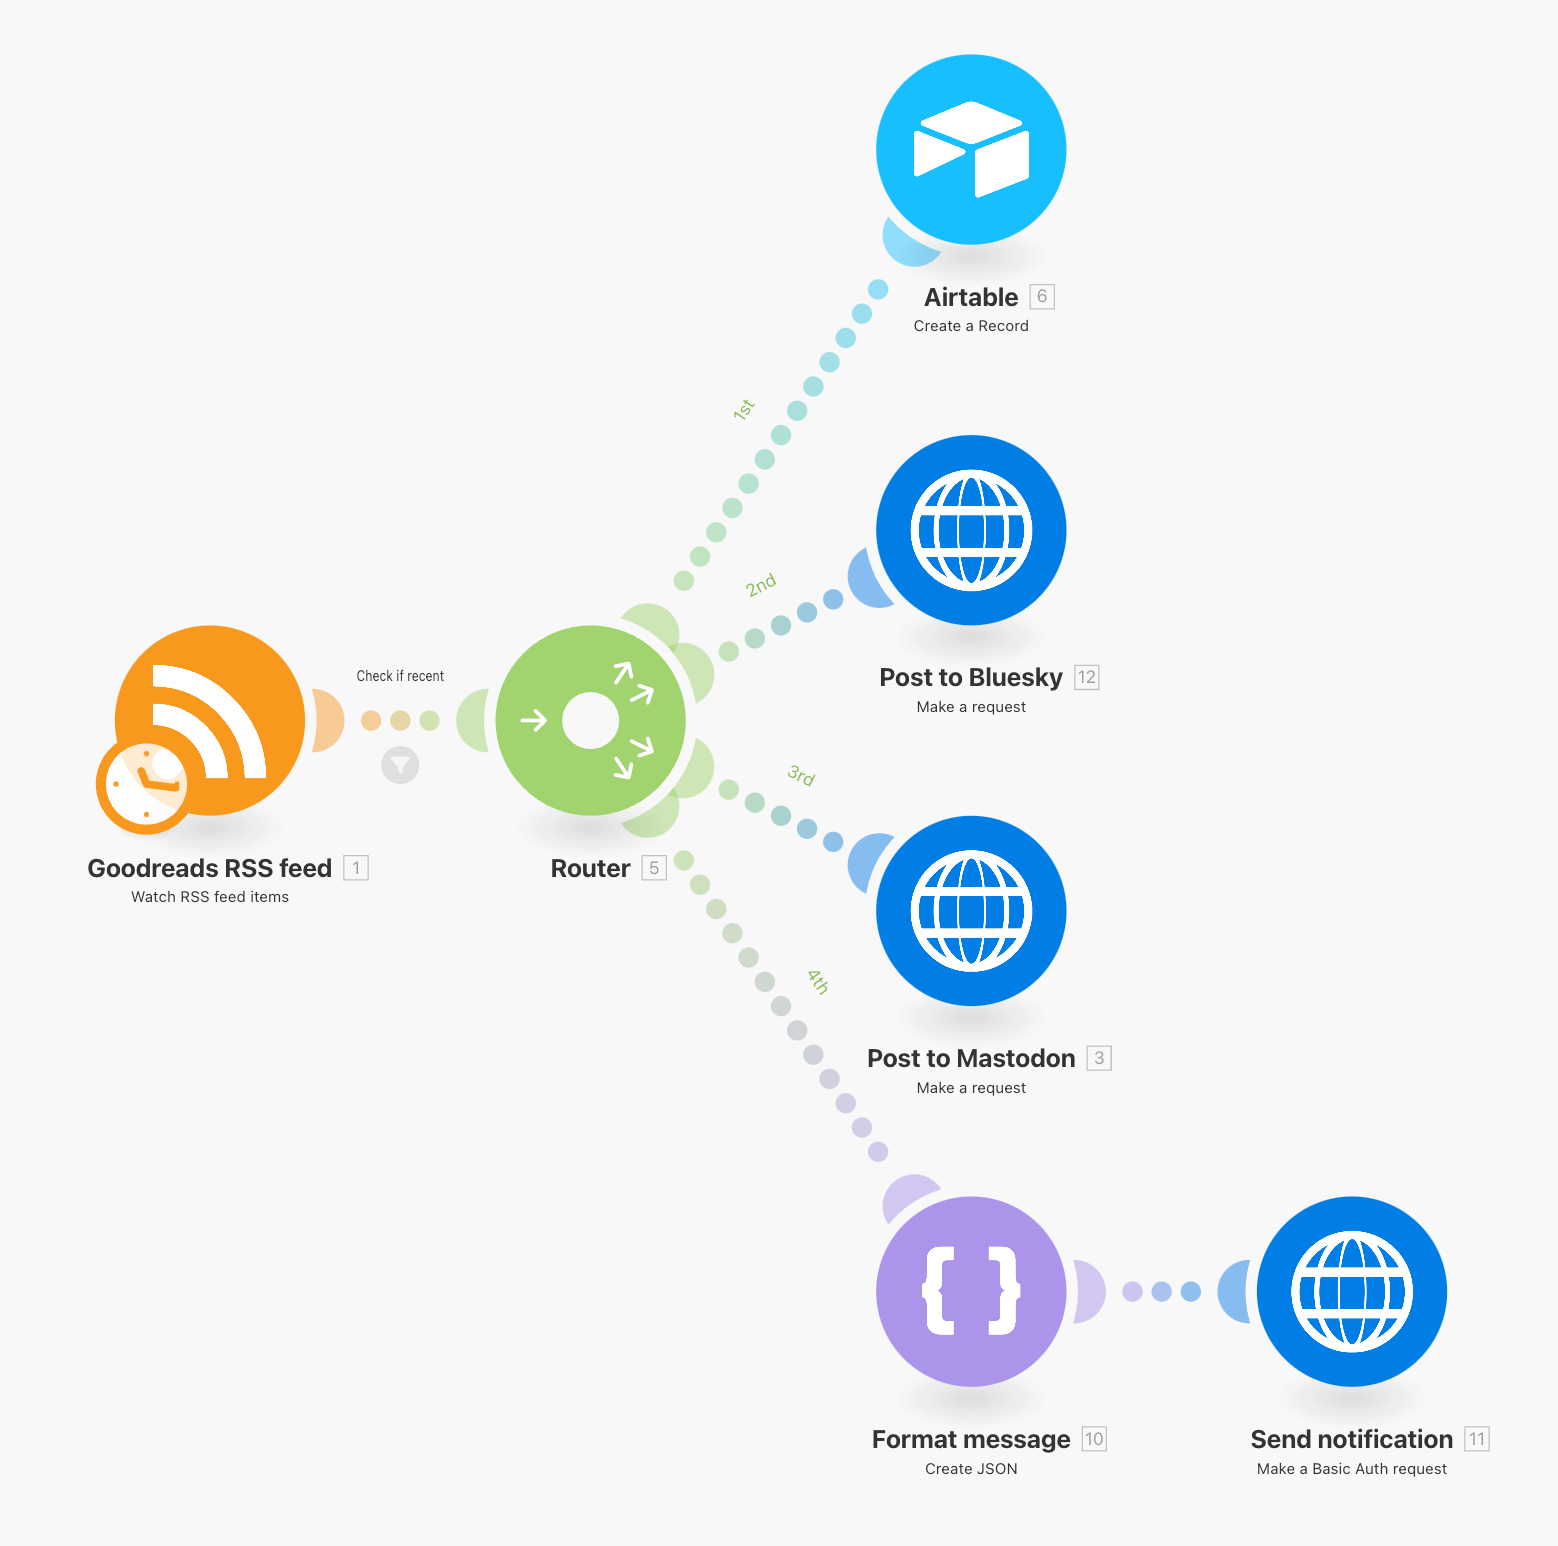 Airtable 6
Create a Record
1st
2nd
Post to Bluesky 12
Make a request
Check if recent
Goodreads RSS feed 1
Watch RSS feed items
Router 5
3rd
Post to Mastodon 3
Make a request
4th
{ }
Format message 10
Create JSON
Send notification 11
Make a Basic Auth request